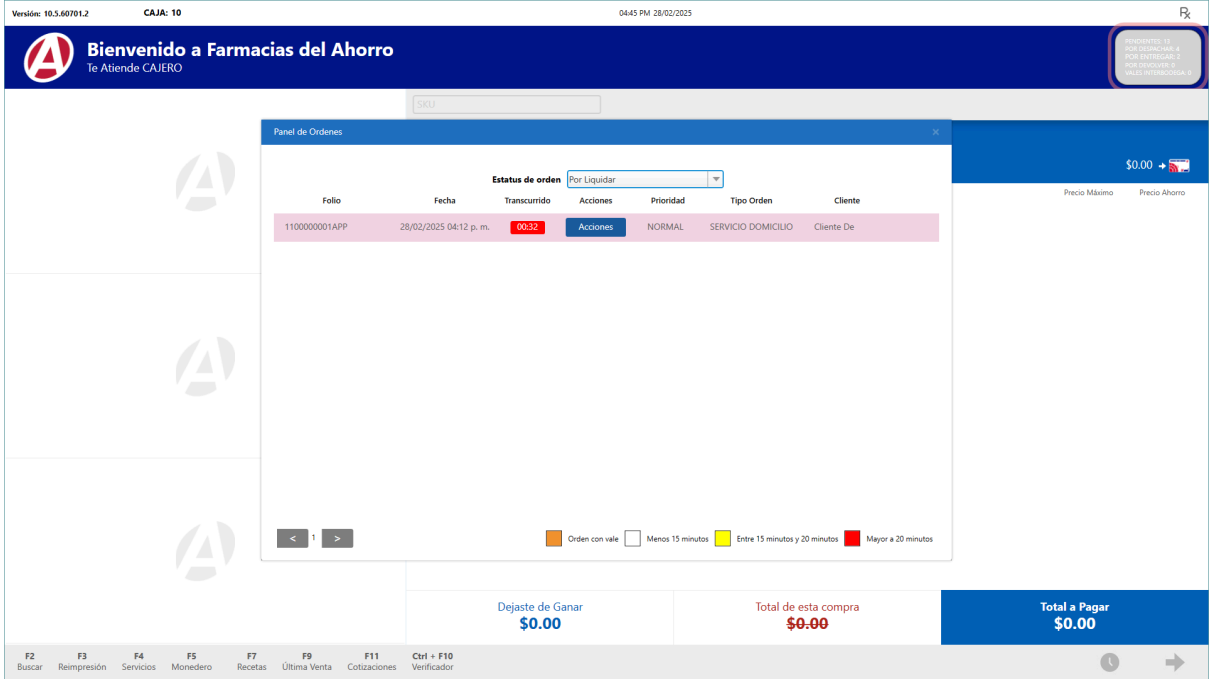 Versión: 10.5.60701.2 CAJA: 10 04:45 PM 28/02/2025
Bienvenido a Farmacias del Ahorro
Te Atiende CAJERO
PENDIENTES: 13
POR DESPACHAR: 4
POR ENTREGAR: 7
POR DEVOLVER: 0
VALES INTERBODEGA: 0
SKU
Panel de Ordenes
$0.00
Estatus de orden Por Liquidar
Precio Máximo Precio Ahorro
Folio Fecha Transcurrido Acciones Prioridad Tipo Orden Cliente
1100000001APP 28/02/2025 04:12 p. m. 00:32 Acciones NORMAL SERVICIO DOMICILIO Cliente De
< 1 > Orden con vale Menos 15 minutos Entre 15 minutos y 20 minutos Mayor a 20 minutos
Dejaste de Ganar Total de esta compra Total a Pagar
$0.00 $0.00 $0.00
F2 F3 F4 F5 F7 F9 F11 Ctrl + F10
Buscar Reimpresión Servicios Monedero Recetas Última Venta Cotizaciones Verificador